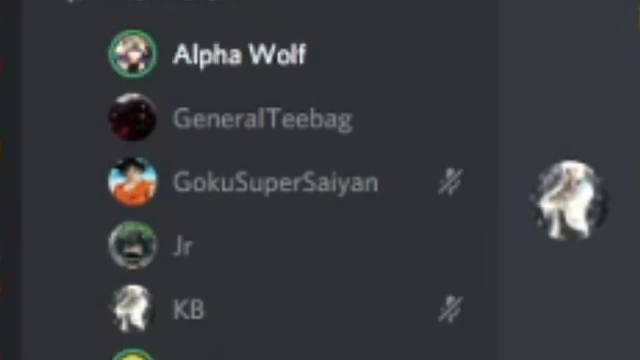 Alpha Wolf
GeneralTeebag
GokuSuperSaiyan
Jr
KB